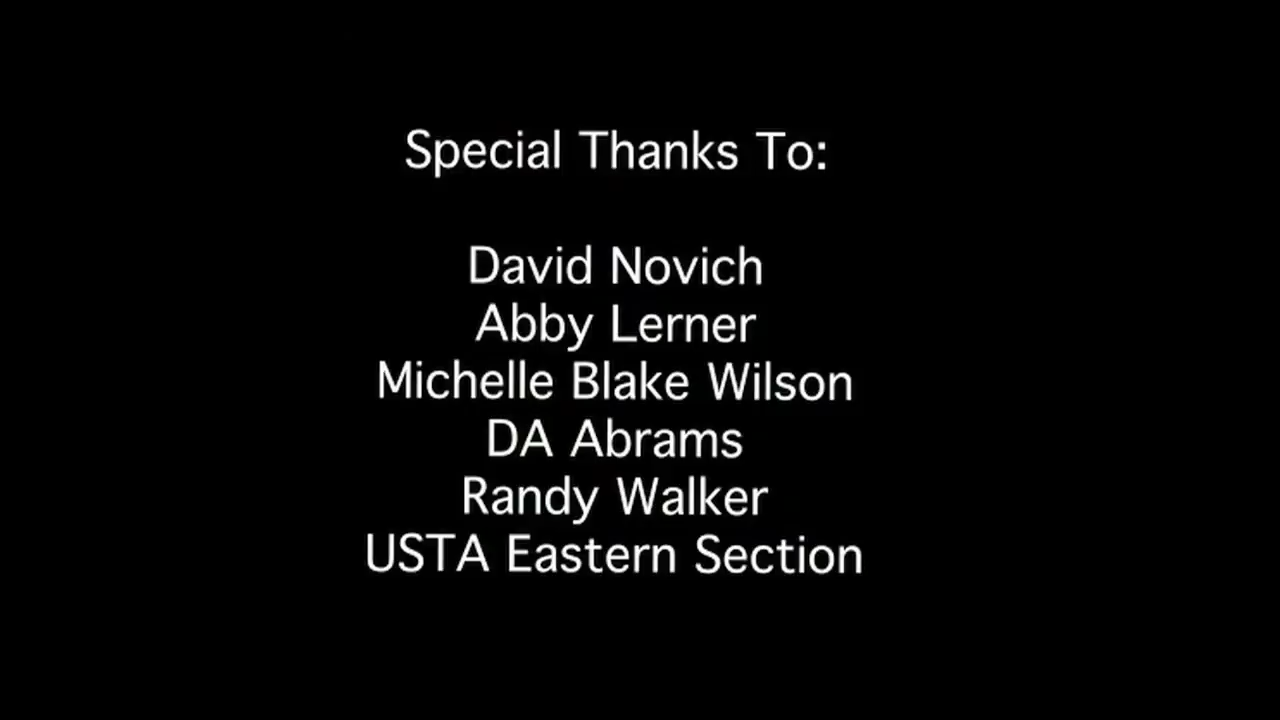 Special Thanks To:
David Novich
Abby Lerner
Michelle Blake Wilson
DA Abrams
Randy Walker
USTA Eastern Section